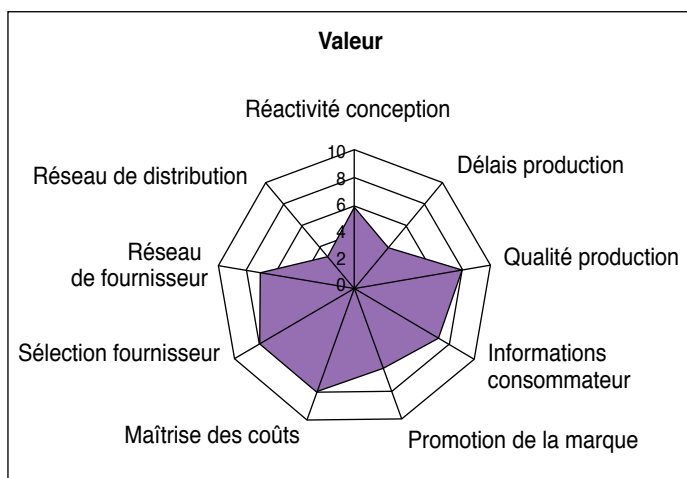 Valeur
Réactivité conception
10
8
6
4
2
0
Délais production
Réseau de distribution
Réseau
de fournisseur
Qualité production
Sélection fournisseur
Informations
consommateur
Maîtrise des coûts
Promotion de la marque